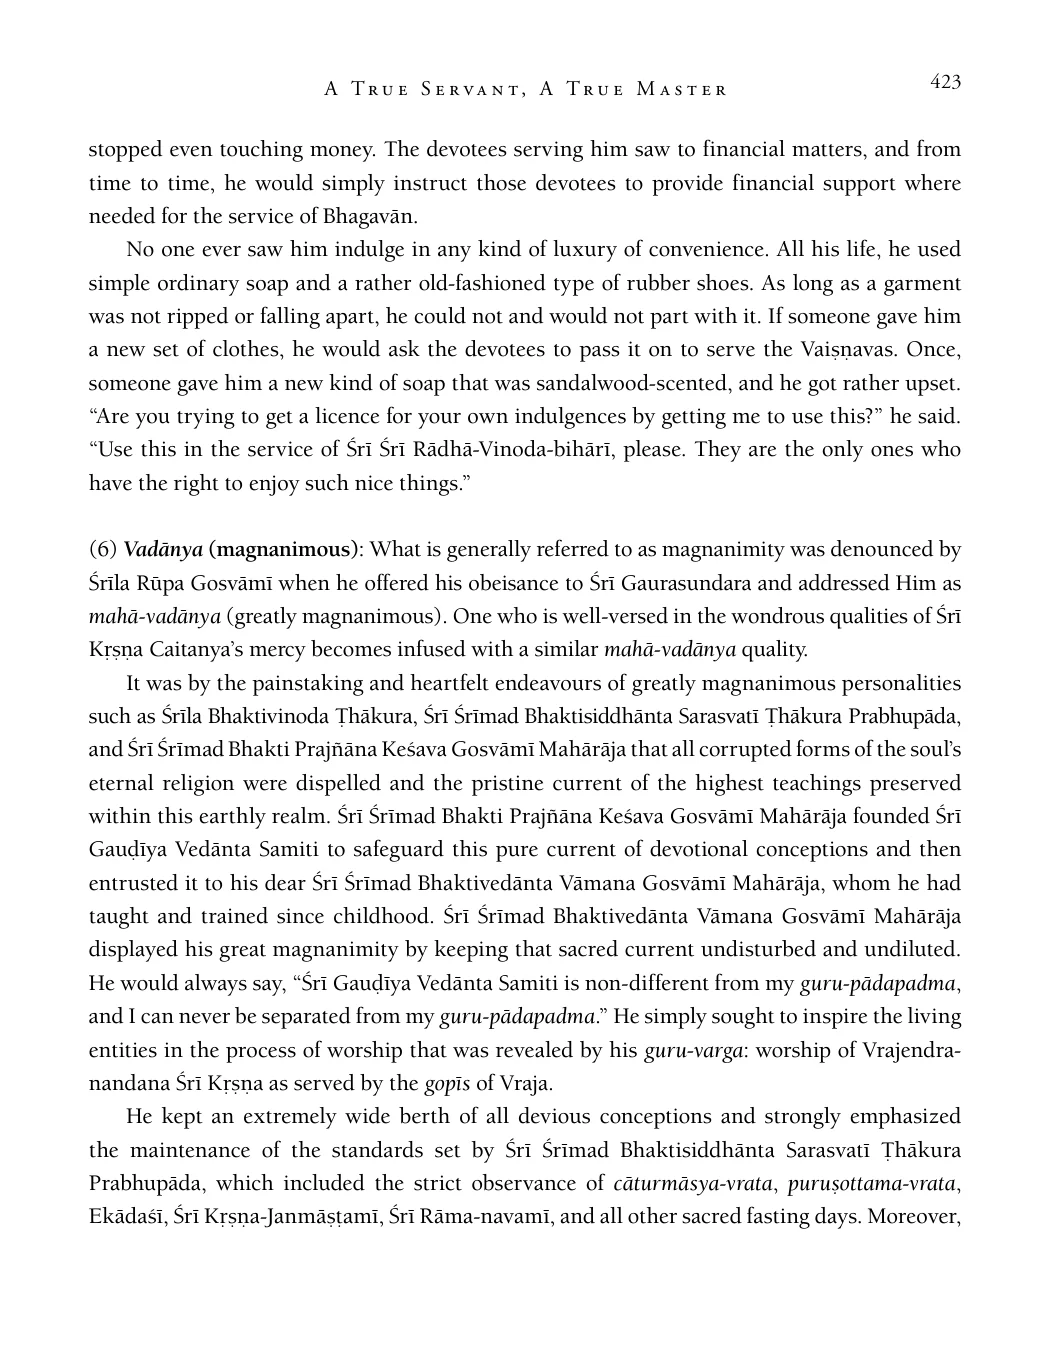 A True Servant, A True Master
423
stopped even touching money. The devotees serving him saw to financial matters, and from
time to time, he would simply instruct those devotees to provide financial support where
needed for the service of Bhagavān.
No one ever saw him indulge in any kind of luxury of convenience. All his life, he used
simple ordinary soap and a rather old-fashioned type of rubber shoes. As long as a garment
was not ripped or falling apart, he could not and would not part with it. If someone gave him
a new set of clothes, he would ask the devotees to pass it on to serve the Vaiṣṇavas. Once,
someone gave him a new kind of soap that was sandalwood-scented, and he got rather upset.
“Are you trying to get a licence for your own indulgences by getting me to use this?” he said.
“Use this in the service of Śrī Śrī Rādhā-Vinoda-bihārī, please. They are the only ones who
have the right to enjoy such nice things.”
(6) Vadānya (magnanimous): What is generally referred to as magnanimity was denounced by
Śrīla Rūpa Gosvāmī when he offered his obeisance to Śrī Gaurasundara and addressed Him as
mahā-vadānya (greatly magnanimous). One who is well-versed in the wondrous qualities of Śrī
Kṛṣṇa Caitanya’s mercy becomes infused with a similar mahā-vadānya quality.
It was by the painstaking and heartfelt endeavours of greatly magnanimous personalities
such as Śrīla Bhaktivinoda Ṭhākura, Śrī Śrīmad Bhaktisiddhānta Sarasvatī Ṭhākura Prabhupāda,
and Śrī Śrīmad Bhakti Prajñāna Keśava Gosvāmī Mahārāja that all corrupted forms of the soul’s
eternal religion were dispelled and the pristine current of the highest teachings preserved
within this earthly realm. Śrī Śrīmad Bhakti Prajñāna Keśava Gosvāmī Mahārāja founded Śrī
Gauḍīya Vedānta Samiti to safeguard this pure current of devotional conceptions and then
entrusted it to his dear Śrī Śrīmad Bhaktivedānta Vāmana Gosvāmī Mahārāja, whom he had
taught and trained since childhood. Śrī Śrīmad Bhaktivedānta Vāmana Gosvāmī Mahārāja
displayed his great magnanimity by keeping that sacred current undisturbed and undiluted.
He would always say, “Śrī Gauḍīya Vedānta Samiti is non-different from my guru-pādapadma,
and I can never be separated from my guru-pādapadma.” He simply sought to inspire the living
entities in the process of worship that was revealed by his guru-varga: worship of Vrajendra-
nandana Śrī Kṛṣṇa as served by the gopīs of Vraja.
He kept an extremely wide berth of all devious conceptions and strongly emphasized
the maintenance of the standards set by Śrī Śrīmad Bhaktisiddhānta Sarasvatī Ṭhākura
Prabhupāda, which included the strict observance of cāturmāsya-vrata, puruṣottama-vrata,
Ekādaśī, Śrī Kṛṣṇa-Janmāṣṭamī, Śrī Rāma-navamī, and all other sacred fasting days. Moreover,